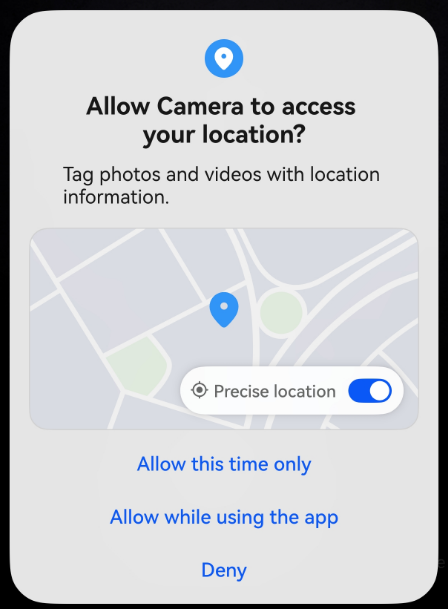 Allow Camera to access
your location?
Tag photos and videos with location
information.
Precise location
Allow this time only
Allow while using the app
Deny